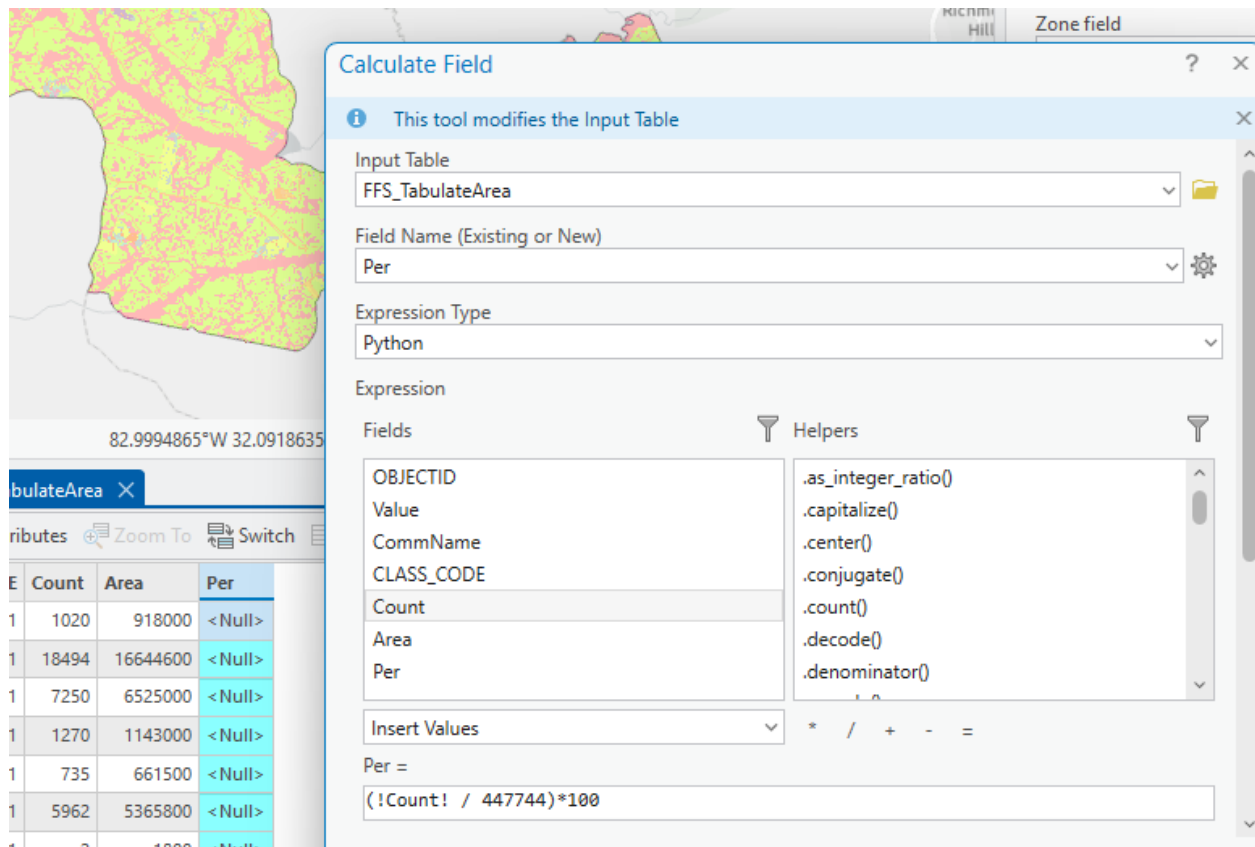 Richm
Hill
Zone field
Calculate Field
? ×
This tool modifies the Input Table
Input Table
FFS_TabulateArea
Field Name (Existing or New)
Per
Expression Type
Python
Expression
Fields
Helpers
OBJECTID
Value
CommName
CLASS_CODE
Count
Area
Per
.as_integer_ratio()
.capitalize()
.center()
.conjugate()
.count()
.decode()
.denominator()
Insert Values
* / + - =
Per =
(!Count! / 447744)*100
82.9994865°W 32.0918635
bulateArea
ributes Zoom To Switch
E Count Area Per
1 1020 918000 <Null>
1 18494 16644600 <Null>
1 7250 6525000 <Null>
1 1270 1143000 <Null>
1 735 661500 <Null>
1 5962 5365800 <Null>